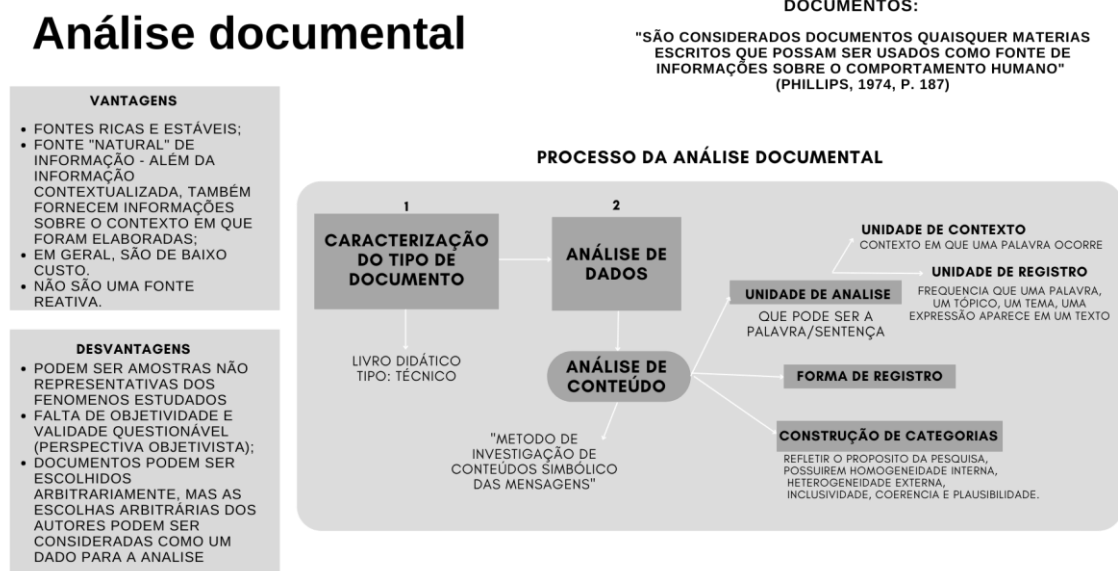 Análise documental
DOCUMENTOS:
"SÃO CONSIDERADOS DOCUMENTOS QUAISQUER MATERIAS
ESCRITOS QUE POSSAM SER USADOS COMO FONTE DE
INFORMAÇÕES SOBRE O COMPORTAMENTO HUMANO"
(PHILLIPS, 1974, P. 187)
VANTAGENS
• FONTES RICAS E ESTÁVEIS;
• FONTE "NATURAL" DE
INFORMAÇÃO - ALÉM DA
INFORMAÇÃO
CONTEXTUALIZADA, TAMBÉM
FORNECEM INFORMAÇÕES
SOBRE O CONTEXTO EM QUE
FORAM ELABORADAS;
• EM GERAL, SÃO DE BAIXO
CUSTO.
• NÃO SÃO UMA FONTE
REATIVA.
DESVANTAGENS
• PODEM SER AMOSTRAS NÃO
REPRESENTATIVAS DOS
FENOMENOS ESTUDADOS
• FALTA DE OBJETIVIDADE E
VALIDADE QUESTIONÁVEL
(PERSPECTIVA OBJETIVISTA);
• DOCUMENTOS PODEM SER
ESCOLHIDOS
ARBITRARIAMENTE, MAS AS
ESCOLHAS ARBITRÁRIAS DOS
AUTORES PODEM SER
CONSIDERADAS COMO UM
DADO PARA A ANALISE
PROCESSO DA ANÁLISE DOCUMENTAL
1
CARACTERIZAÇÃO
DO TIPO DE
DOCUMENTO
LIVRO DIDÁTICO
TIPO: TÉCNICO
2
ANÁLISE DE
DADOS
ANÁLISE DE
CONTEÚDO
"METODO DE
INVESTIGAÇÃO DE
CONTEÚDOS SIMBÓLICO
DAS MENSAGENS"
UNIDADE DE CONTEXTO
CONTEXTO EM QUE UMA PALAVRA OCORRE
UNIDADE DE REGISTRO
FREQUENCIA QUE UMA PALAVRA,
UM TÓPICO, UM TEMA, UMA
EXPRESSÃO APARECE EM UM TEXTO
UNIDADE DE ANALISE
QUE PODE SER A
PALAVRA/SENTENÇA
FORMA DE REGISTRO
CONSTRUÇÃO DE CATEGORIAS
REFLETIR O PROPOSITO DA PESQUISA,
POSSUIREM HOMOGENEIDADE INTERNA,
HETEROGENEIDADE EXTERNA,
INCLUSIVIDADE, COERENCIA E PLAUSIBILIDADE.